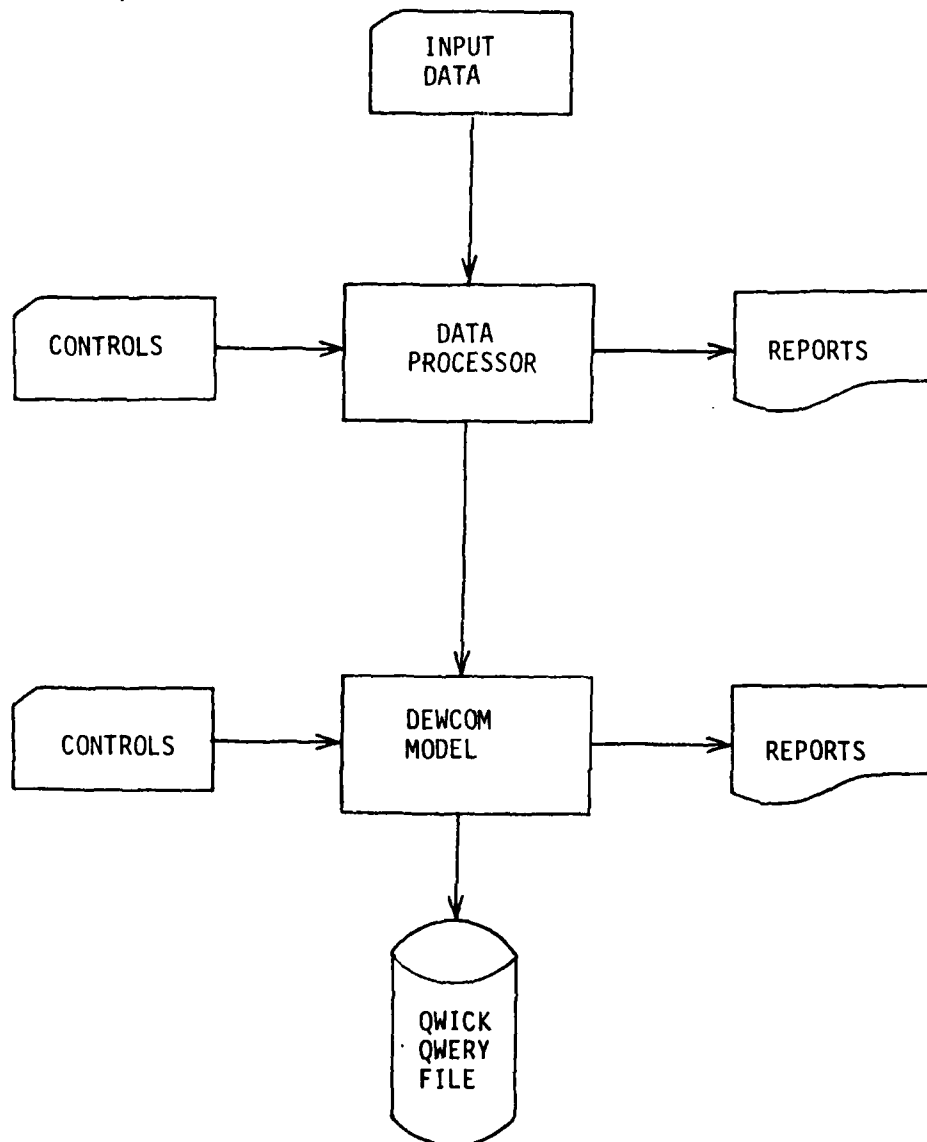 INPUT
DATA
CONTROLS
DATA
PROCESSOR
REPORTS
CONTROLS
DEWCOM
MODEL
REPORTS
QWICK
QWERY
FILE